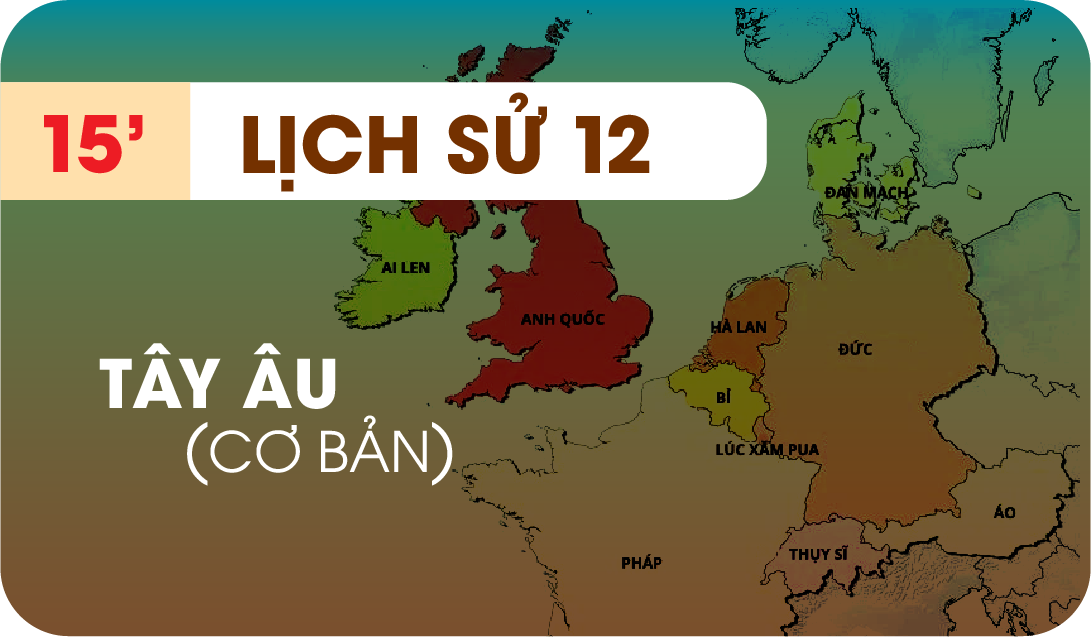 15’ LỊCH SỬ 12
ĐAN MẠCH
AI LEN
ANH QUỐC
HÀ LAN
ĐỨC
TÂY ÂU
BỈ
(CƠ BẢN)
LÚC XĂM PUA
ÁO
THỤY SĨ
PHÁP